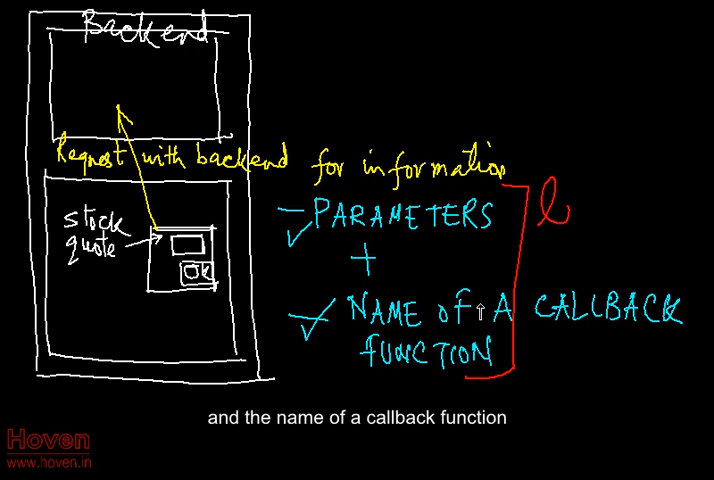 Backend
Request with backend for information
stock
quote
OK
PARAMETERS
+
NAME OF A CALLBACK
FUNCTION
and the name of a callback function
Hoven
www.hoven.in